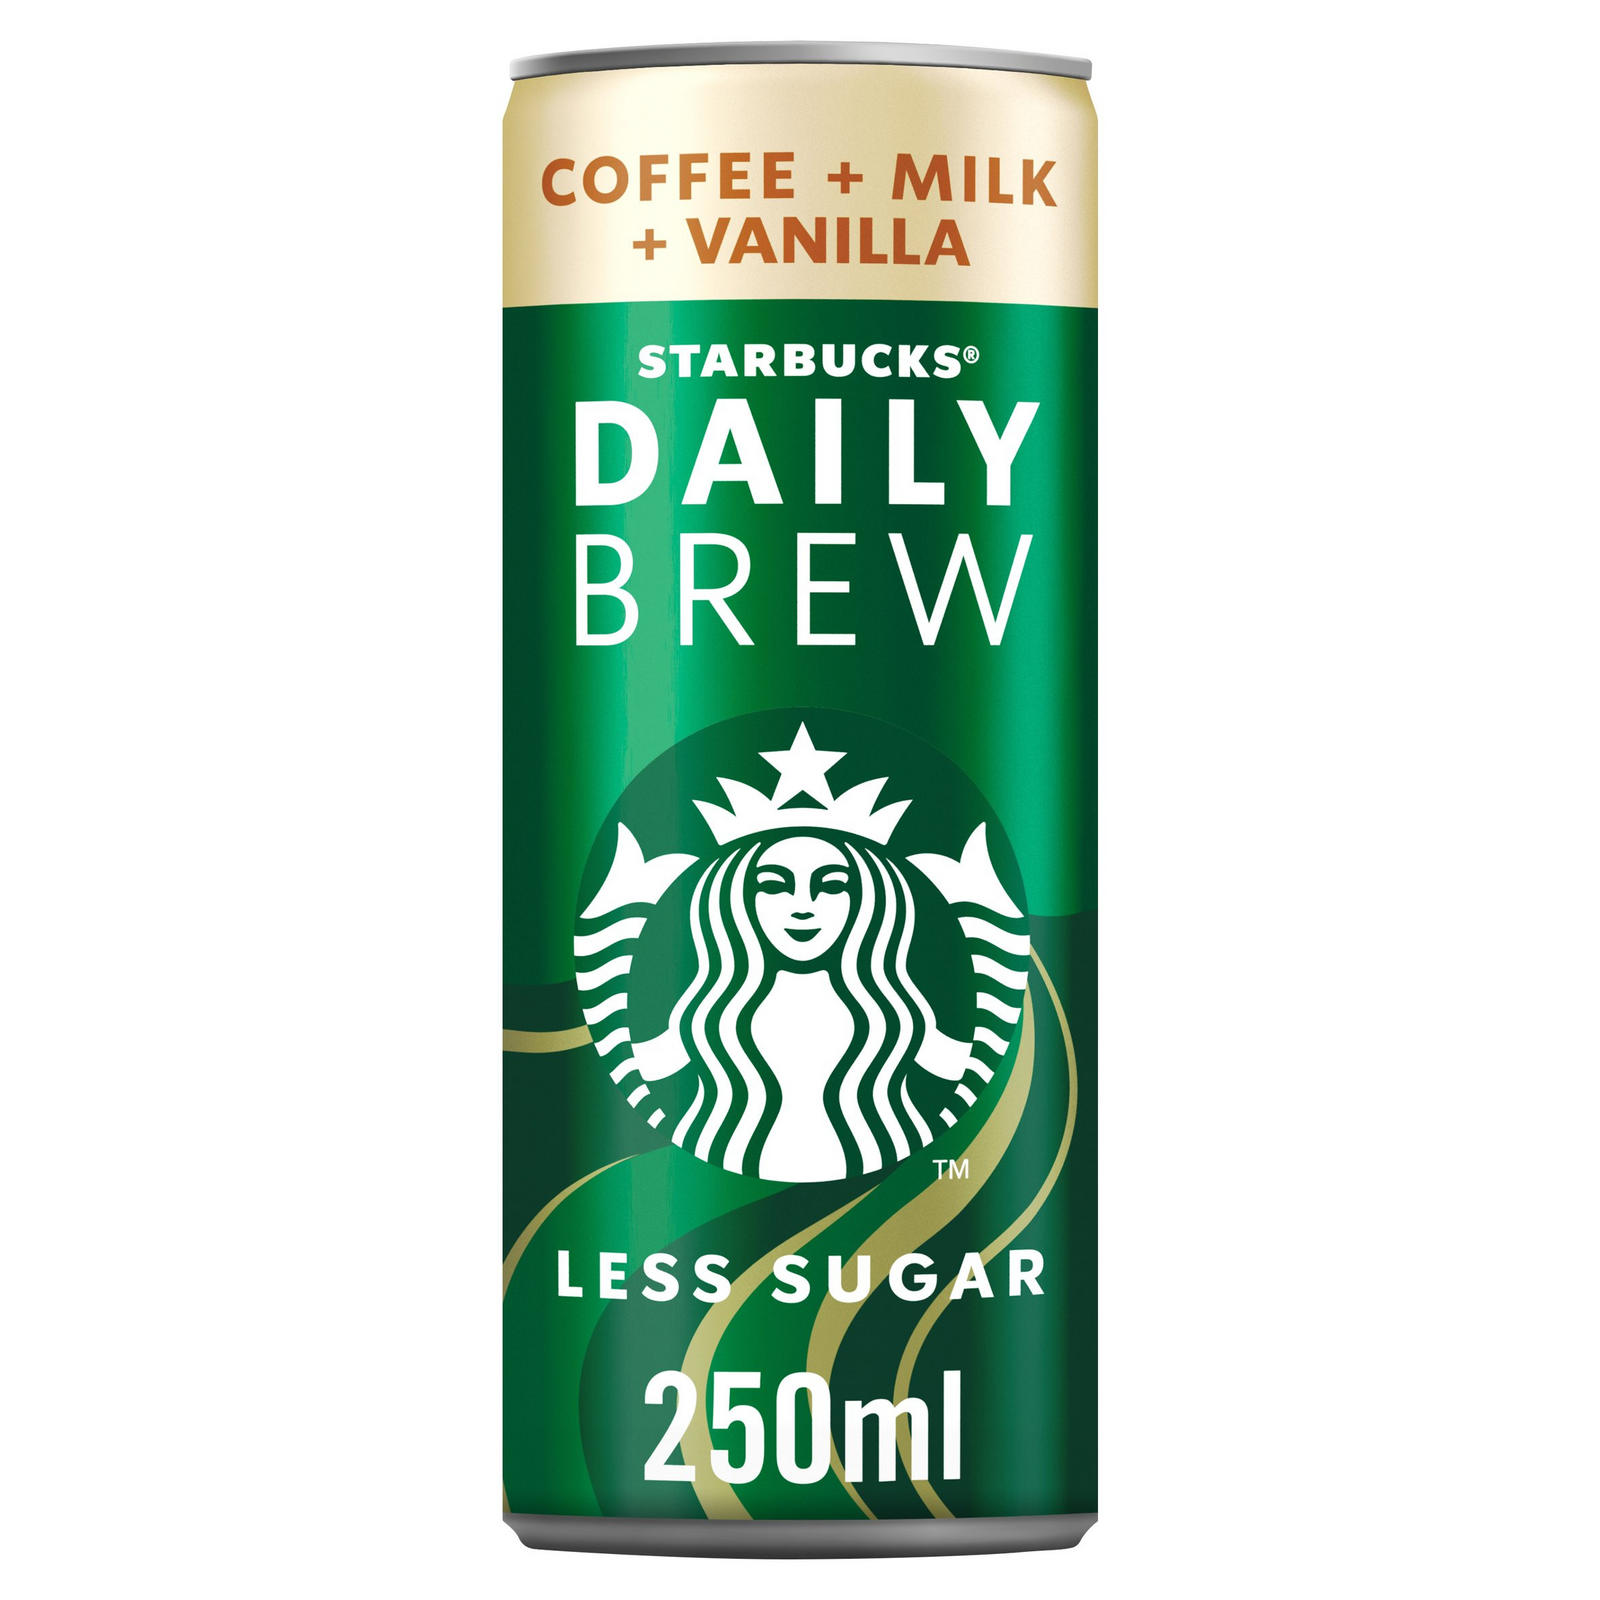 COFFEE + MILK
+ VANILLA
STARBUCKS®
DAILY
BREW
TM
LESS SUGAR
250ml